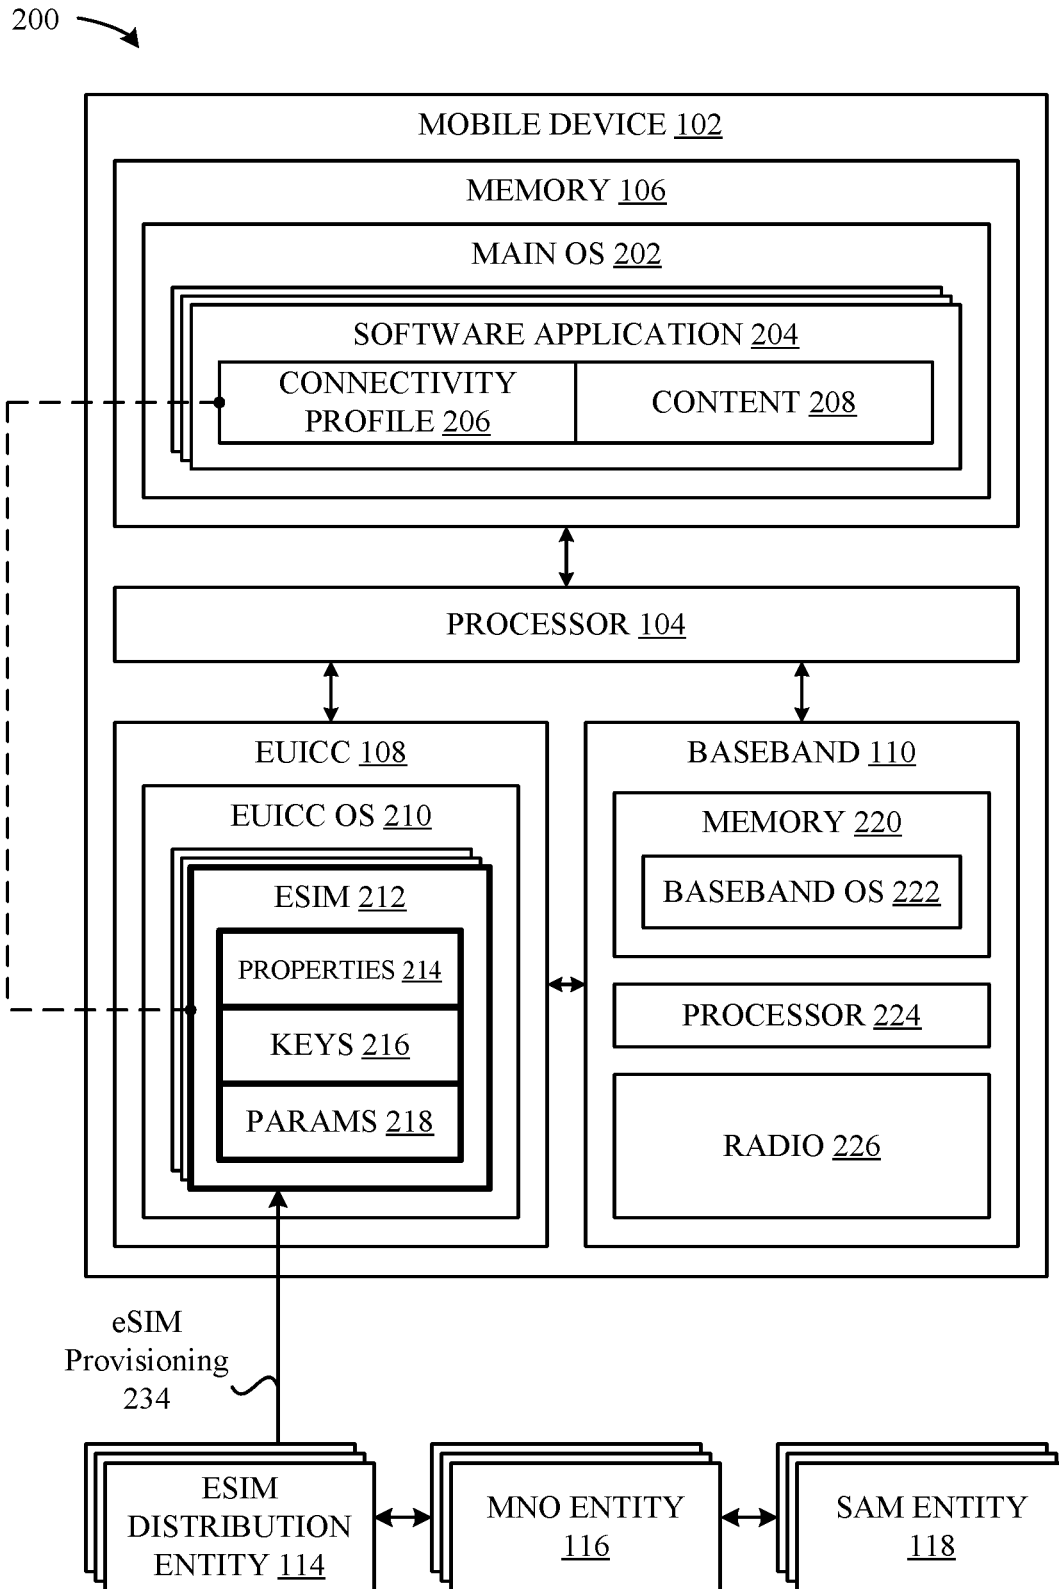 200
MOBILE DEVICE 102
MEMORY 106
MAIN OS 202
SOFTWARE APPLICATION 204
CONNECTIVITY
PROFILE 206
CONTENT 208
PROCESSOR 104
EUICC 108
EUICC OS 210
ESIM 212
PROPERTIES 214
KEYS 216
PARAMS 218
BASEBAND 110
MEMORY 220
BASEBAND OS 222
PROCESSOR 224
RADIO 226
eSIM
Provisioning
234
ESIM
DISTRIBUTION
ENTITY 114
MNO ENTITY
116
SAM ENTITY
118